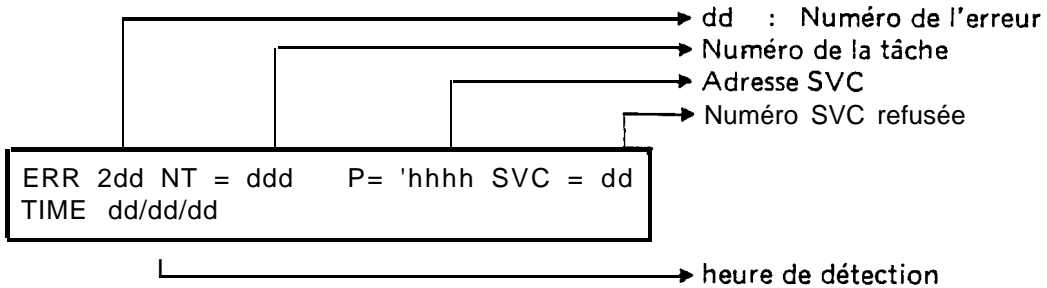 dd : Numéro de l'erreur
Numéro de la tâche
Adresse SVC
Numéro SVC refusée
ERR 2dd NT = ddd P= 'hhhh SVC = dd
TIME dd/dd/dd
heure de détection